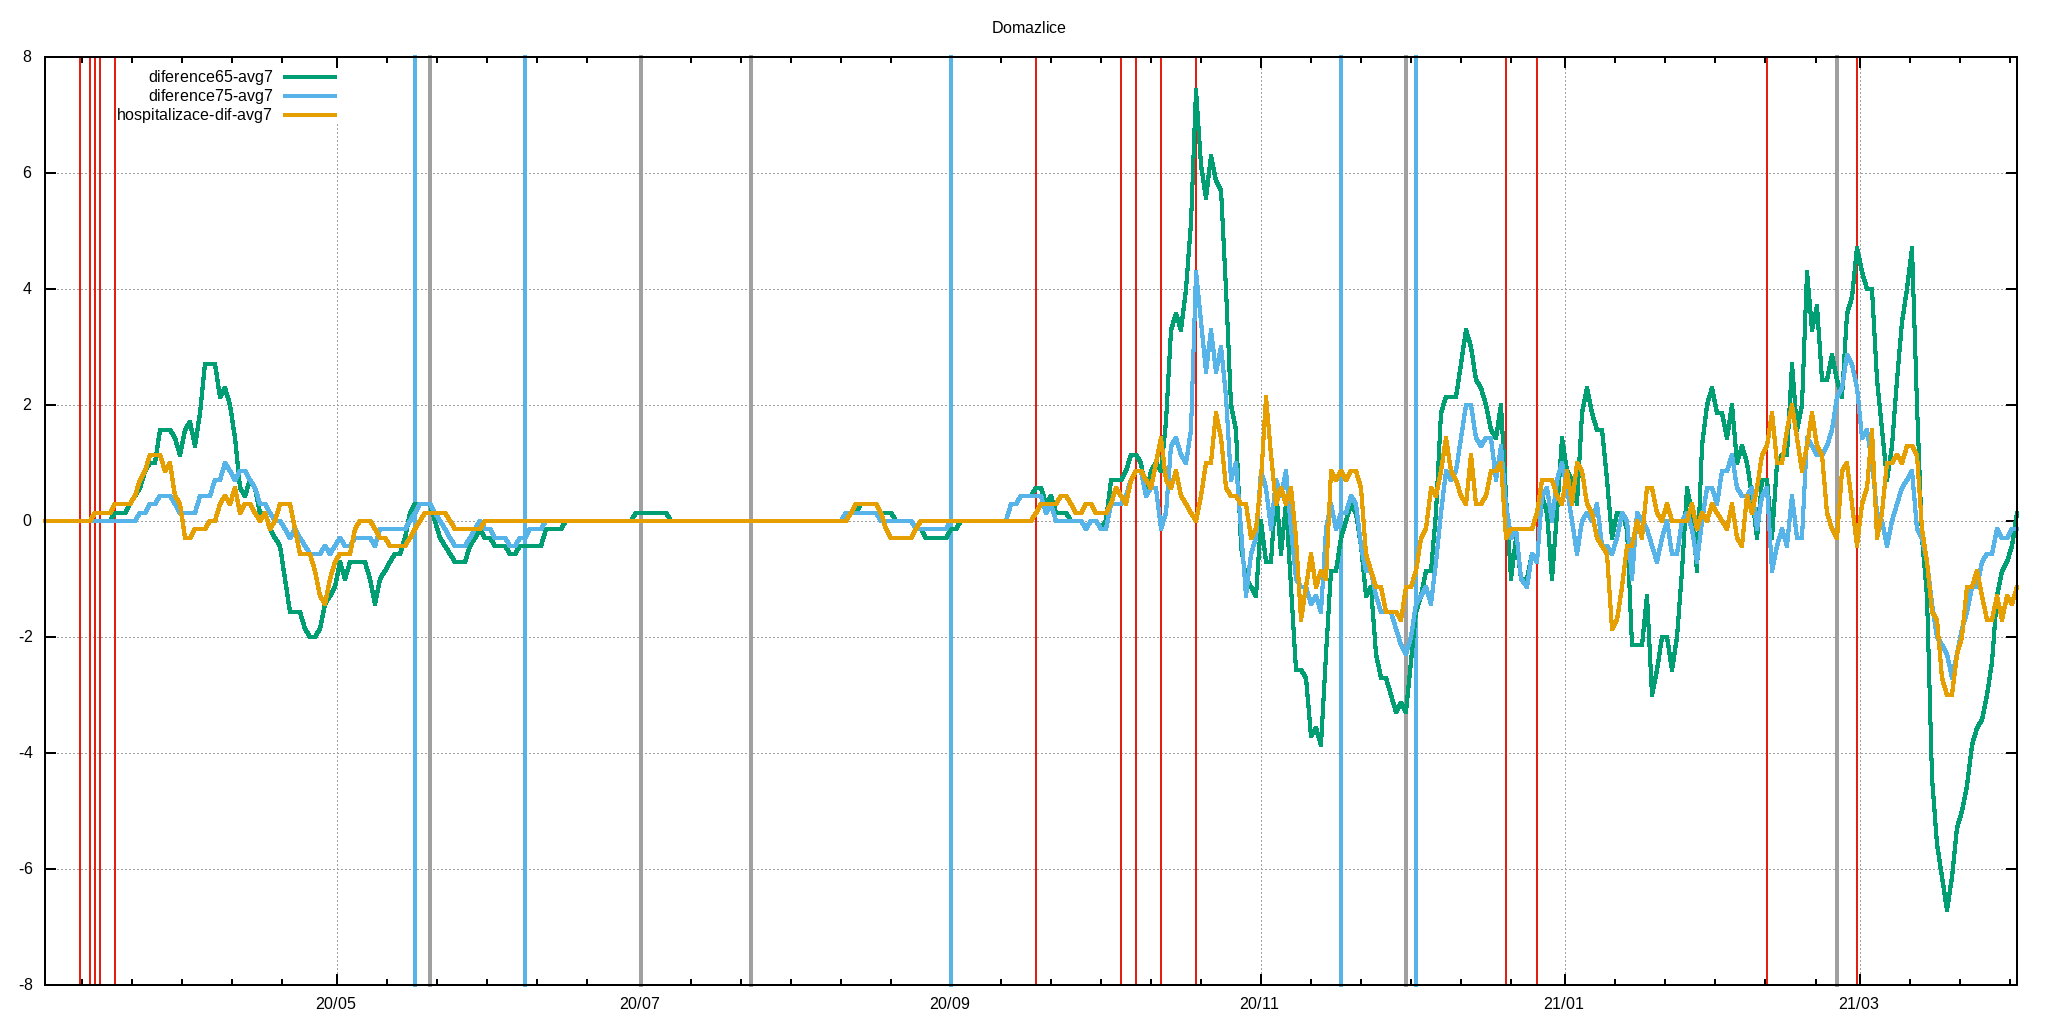 Domazlice
8
diference65-avg7
diference75-avg7
hospitalizace-dif-avg7
6
4
2
0
-2
-4
-6
-8
20/05 20/07 20/09 20/11 21/01 21/03